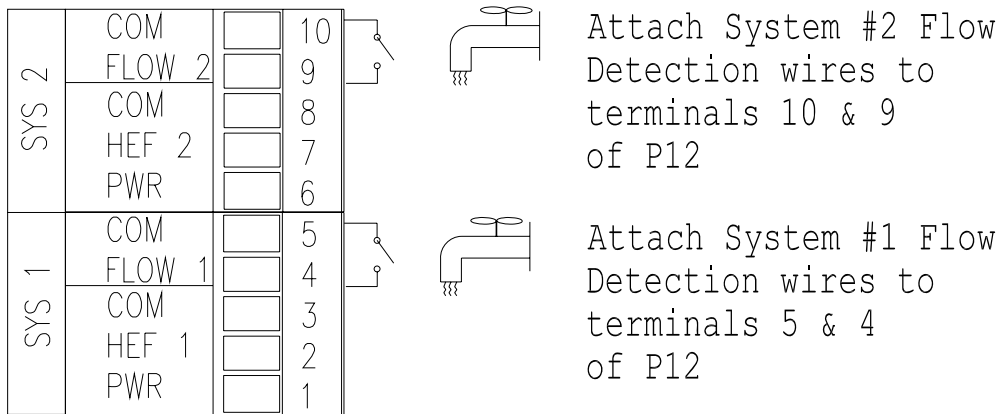 SYS 2
COM 10
FLOW 2 9
COM 8
HEF 2 7
PWR 6
Attach System #2 Flow
Detection wires to
terminals 10 & 9
of P12
SYS 1
COM 5
FLOW 1 4
COM 3
HEF 1 2
PWR 1
Attach System #1 Flow
Detection wires to
terminals 5 & 4
of P12